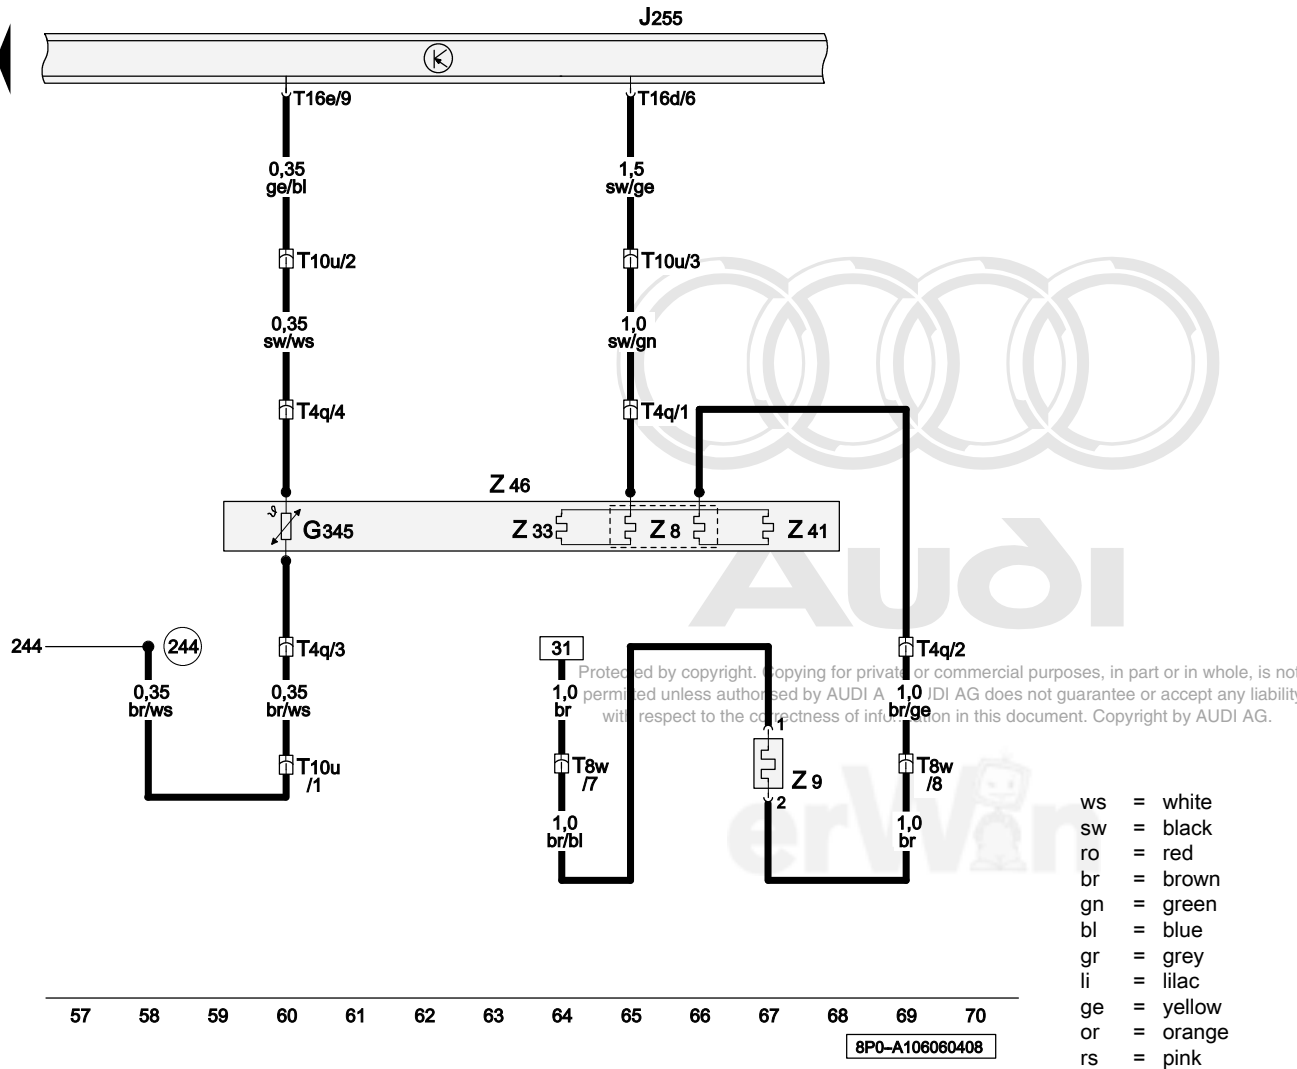 J255
T16e/9
T16d/6
0,35
ge/bl
1,5
sw/ge
T10u/2
T10u/3
0,35
sw/ws
1,0
sw/gn
T4q/4
T4q/1
Z 46
G345
Z 33
Z 8
Z 41
Audi
244
244
T4q/3
31
T4q/2
Protected by copyright. Copying for private or commercial purposes, in part or in whole, is not
permitted unless authorised by AUDI A UDI AG does not guarantee or accept any liability
with respect to the correctness of information in this document. Copyright by AUDI AG.
0,35
br/ws
0,35
br/ws
1,0
br
1,0
br/ge
1
T10u
/1
T8w
/7
Z 9
T8w
/8
2
1,0
br/bl
1,0
br
erWin
ws = white
sw = black
ro = red
br = brown
gn = green
bl = blue
gr = grey
li = lilac
ge = yellow
or = orange
rs = pink
57 58 59 60 61 62 63 64 65 66 67 68 69 70
8P0-A106060408